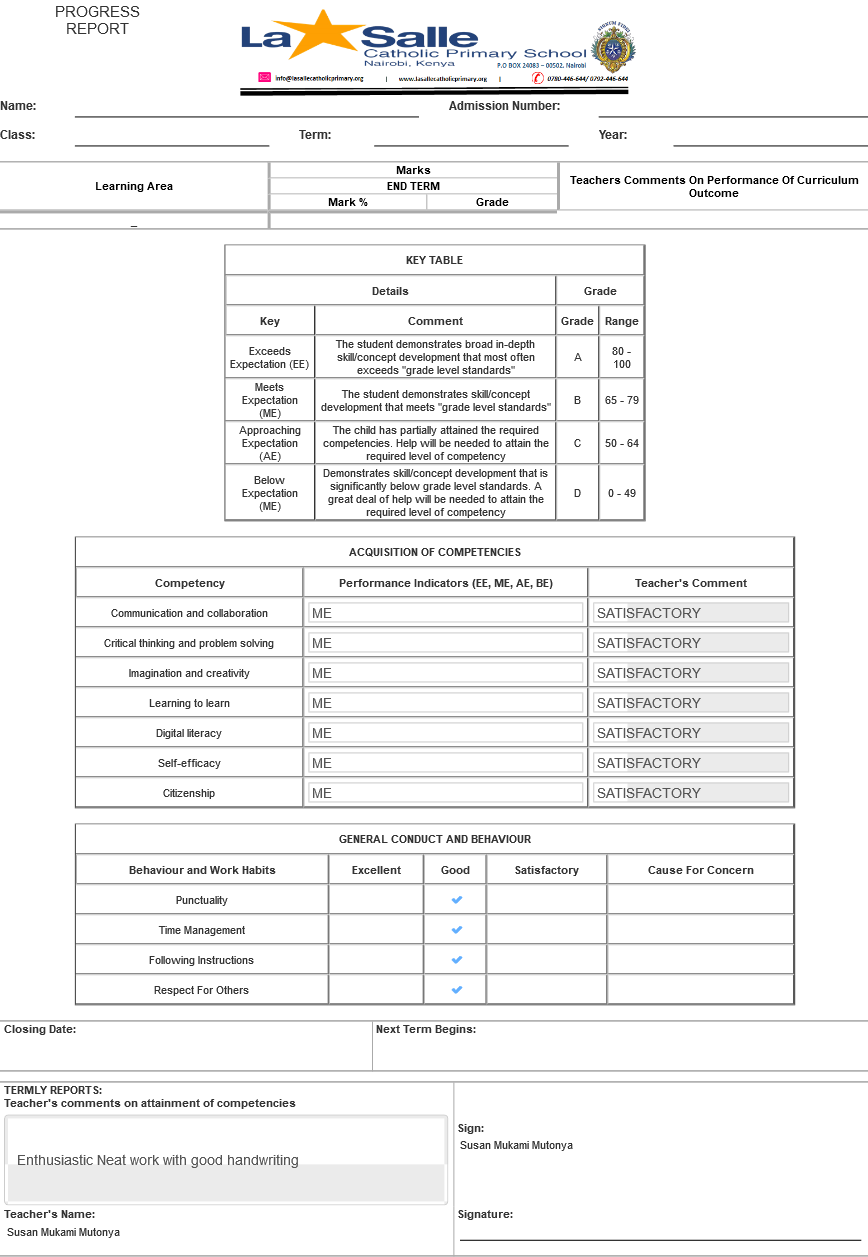 PROGRESS
REPORT
La Salle
Catholic Primary School
Nairobi, Kenya
P.O BOX 24083 – 00502, Nairobi
info@lasallecatholicprimary.org | www.lasallecatholicprimary.org | 0780-446-644/ 0792-446-644
Name: Admission Number:
Class: Term: Year:
Learning Area Marks Teachers Comments On Performance Of Curriculum Outcome
END TERM
Mark % Grade
_
KEY TABLE
Details Grade
Key Comment Grade Range
Exceeds Expectation (EE) The student demonstrates broad in-depth skill/concept development that most often exceeds "grade level standards" A 80 - 100
Meets Expectation (ME) The student demonstrates skill/concept development that meets "grade level standards" B 65 - 79
Approaching Expectation (AE) The child has partially attained the required competencies. Help will be needed to attain the required level of competency C 50 - 64
Below Expectation (ME) Demonstrates skill/concept development that is significantly below grade level standards. A great deal of help will be needed to attain the required level of competency D 0 - 49
ACQUISITION OF COMPETENCIES
Competency Performance Indicators (EE, ME, AE, BE) Teacher's Comment
Communication and collaboration ME SATISFACTORY
Critical thinking and problem solving ME SATISFACTORY
Imagination and creativity ME SATISFACTORY
Learning to learn ME SATISFACTORY
Digital literacy ME SATISFACTORY
Self-efficacy ME SATISFACTORY
Citizenship ME SATISFACTORY
GENERAL CONDUCT AND BEHAVIOUR
Behaviour and Work Habits Excellent Good Satisfactory Cause For Concern
Punctuality
Time Management
Following Instructions
Respect For Others
Closing Date: Next Term Begins:
TERMLY REPORTS:
Teacher's comments on attainment of competencies
Enthusiastic Neat work with good handwriting
Sign:
Susan Mukami Mutonya
Teacher's Name:
Susan Mukami Mutonya
Signature: